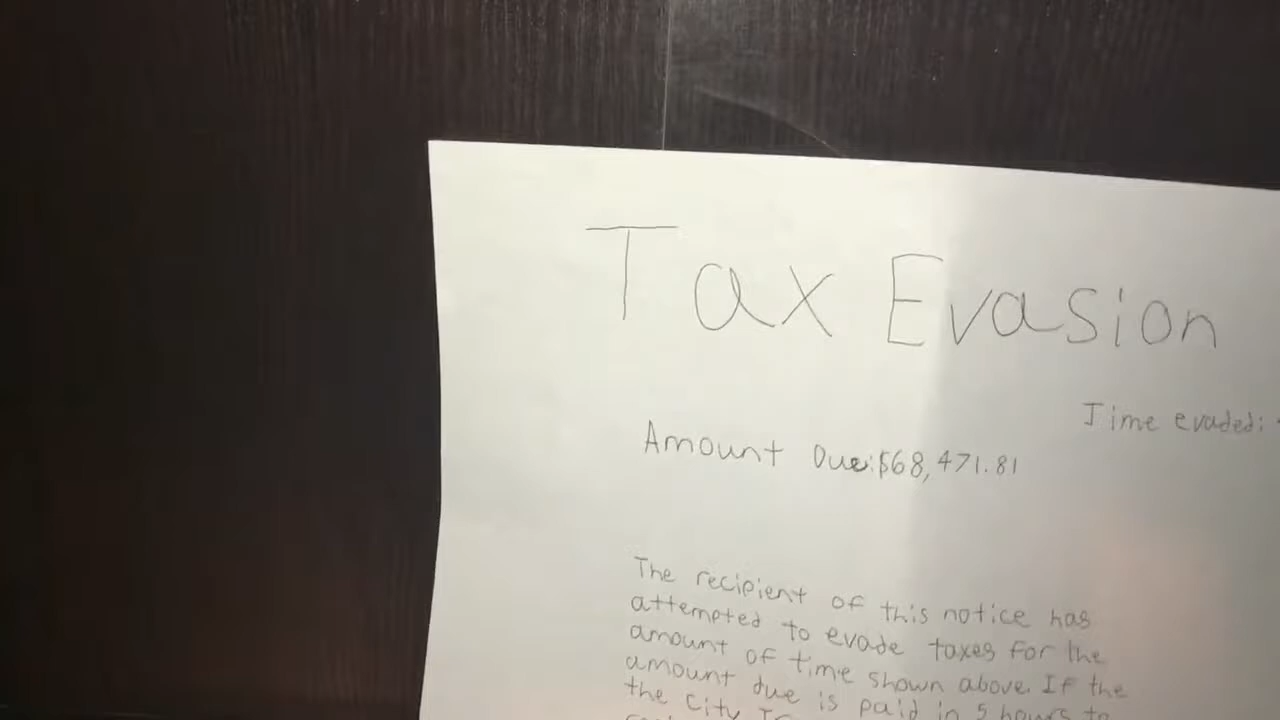 Tax Evasion
Time evaded:
Amount Due: $68,471.81
The recipient of this notice has
attempted to evade taxes for the
amount of time shown above. If the
amount due is paid in 5 hours to
the City